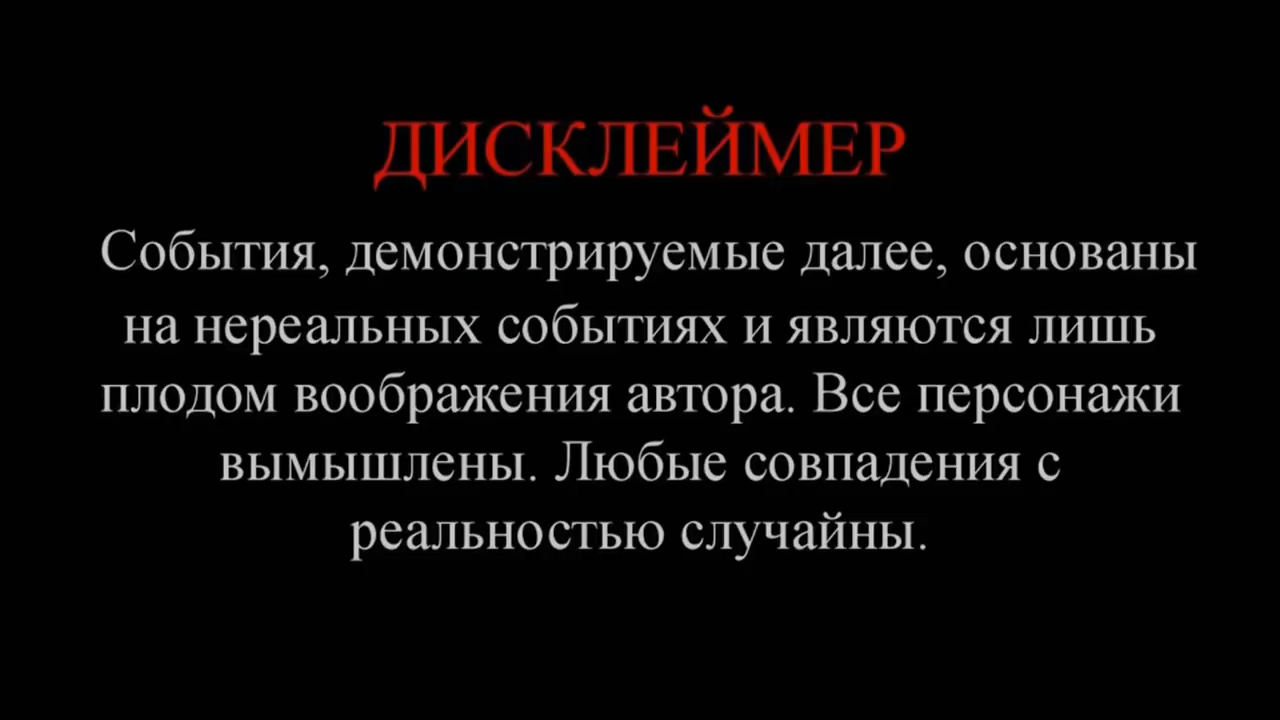 ДИСКЛЕЙМЕР
События, демонстрируемые далее, основаны
на нереальных событиях и являются лишь
плодом воображения автора. Все персонажи
вымышлены. Любые совпадения с
реальностью случайны.